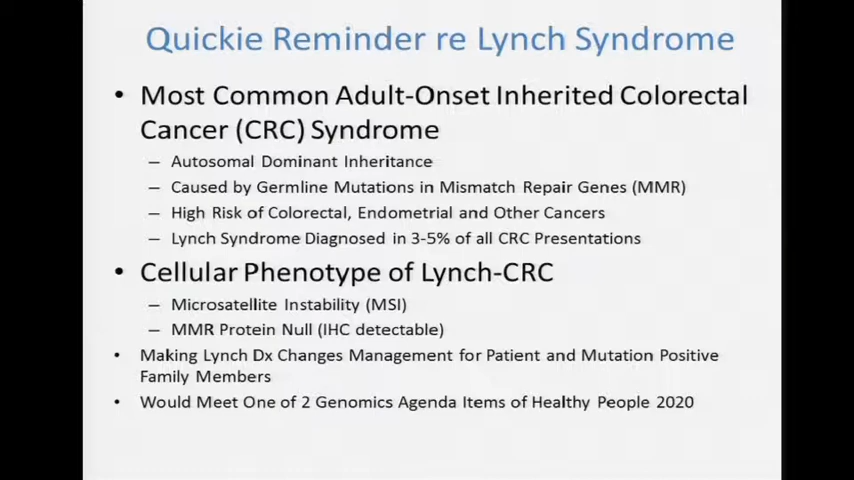 Quickie Reminder re Lynch Syndrome
• Most Common Adult-Onset Inherited Colorectal
Cancer (CRC) Syndrome
– Autosomal Dominant Inheritance
– Caused by Germline Mutations in Mismatch Repair Genes (MMR)
– High Risk of Colorectal, Endometrial and Other Cancers
– Lynch Syndrome Diagnosed in 3-5% of all CRC Presentations
• Cellular Phenotype of Lynch-CRC
– Microsatellite Instability (MSI)
– MMR Protein Null (IHC detectable)
• Making Lynch Dx Changes Management for Patient and Mutation Positive
Family Members
• Would Meet One of 2 Genomics Agenda Items of Healthy People 2020